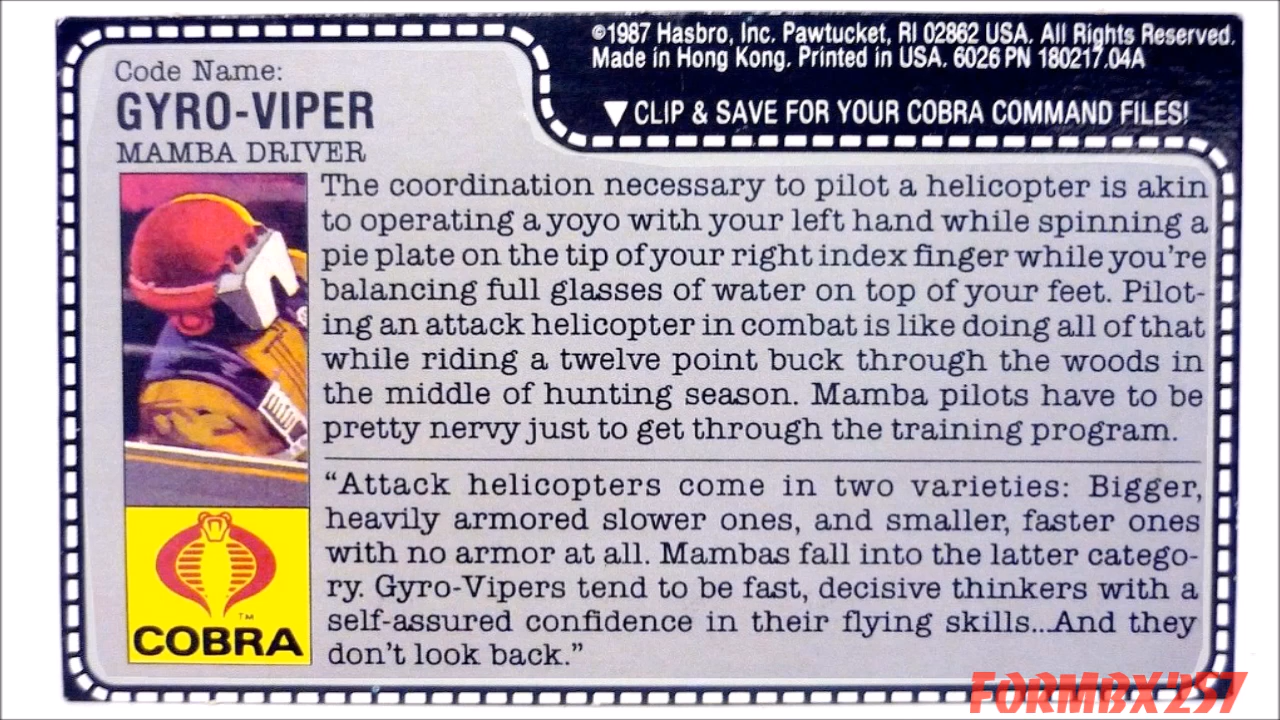 ©1987 Hasbro, Inc. Pawtucket, RI 02862 USA. All Rights Reserved.
Made in Hong Kong. Printed in USA. 6026 PN 180217.04A
▼ CLIP & SAVE FOR YOUR COBRA COMMAND FILES!
Code Name:
GYRO-VIPER
MAMBA DRIVER
The coordination necessary to pilot a helicopter is akin
to operating a yoyo with your left hand while spinning a
pie plate on the tip of your right index finger while you're
balancing full glasses of water on top of your feet. Pilot-
ing an attack helicopter in combat is like doing all of that
while riding a twelve point buck through the woods in
the middle of hunting season. Mamba pilots have to be
pretty nervy just to get through the training program.
“Attack helicopters come in two varieties: Bigger,
heavily armored slower ones, and smaller, faster ones
with no armor at all. Mambas fall into the latter catego-
ry. Gyro-Vipers tend to be fast, decisive thinkers with a
self-assured confidence in their flying skills...And they
don't look back.”
TM
COBRA
FORMBX257